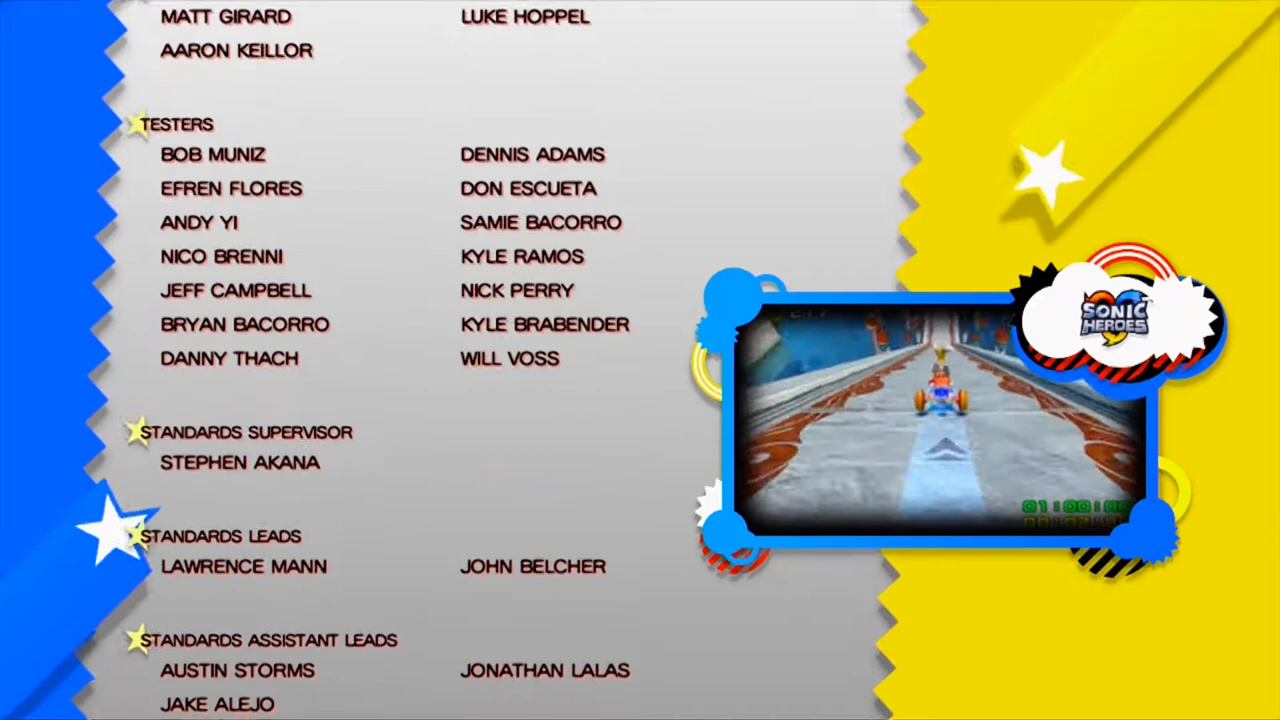 MATT GIRARD LUKE HOPPEL
AARON KEILLOR
TESTERS
BOB MUNIZ DENNIS ADAMS
EFREN FLORES DON ESCUETA
ANDY YI SAMIE BACORRO
NICO BRENNI KYLE RAMOS
JEFF CAMPBELL NICK PERRY
BRYAN BACORRO KYLE BRABENDER
DANNY THACH WILL VOSS
STANDARDS SUPERVISOR
STEPHEN AKANA
STANDARDS LEADS
LAWRENCE MANN JOHN BELCHER
STANDARDS ASSISTANT LEADS
AUSTIN STORMS JONATHAN LALAS
JAKE ALEJO
SONIC
HEROES